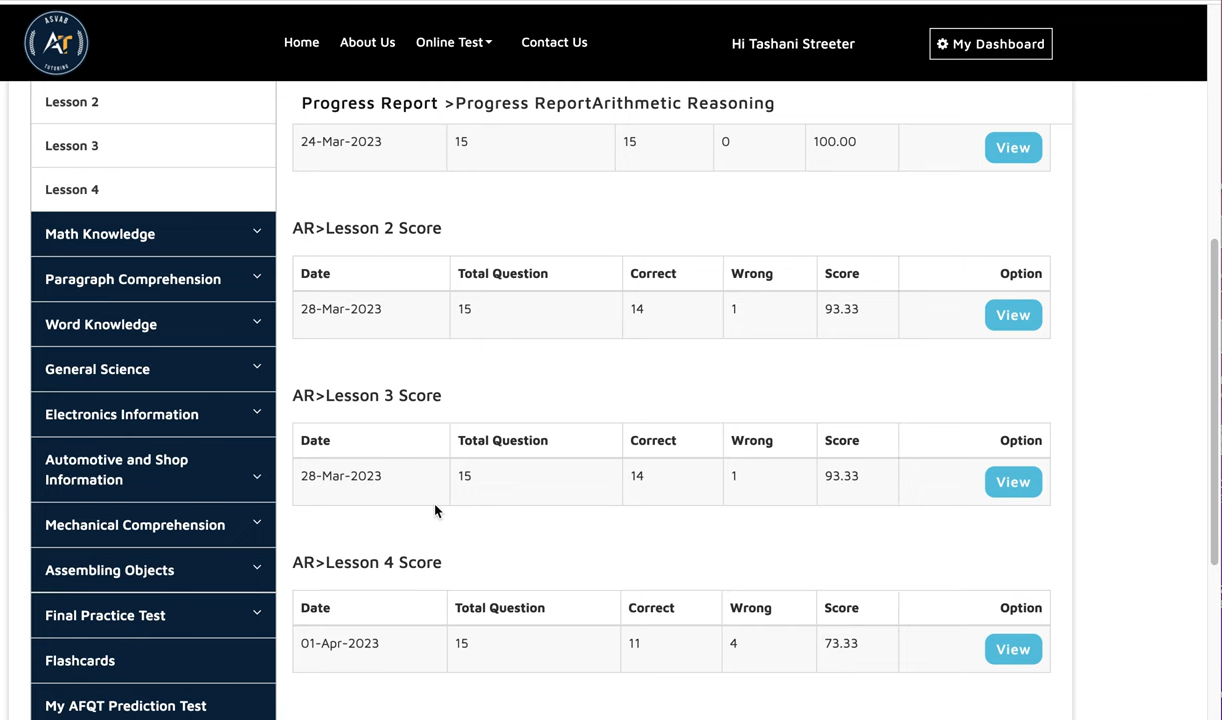 ASVAB
Ar
TUTORING
Home
About Us
Online Test
Contact Us
Hi Tashani Streeter
My Dashboard
Lesson 2
Lesson 3
Lesson 4
Math Knowledge
Paragraph Comprehension
Word Knowledge
General Science
Electronics Information
Automotive and Shop
Information
Mechanical Comprehension
Assembling Objects
Final Practice Test
Flashcards
My AFQT Prediction Test
Progress Report >Progress ReportArithmetic Reasoning
24-Mar-2023 15 15 0 100.00 View
AR>Lesson 2 Score
Date Total Question Correct Wrong Score Option
28-Mar-2023 15 14 1 93.33 View
AR>Lesson 3 Score
Date Total Question Correct Wrong Score Option
28-Mar-2023 15 14 1 93.33 View
AR>Lesson 4 Score
Date Total Question Correct Wrong Score Option
01-Apr-2023 15 11 4 73.33 View